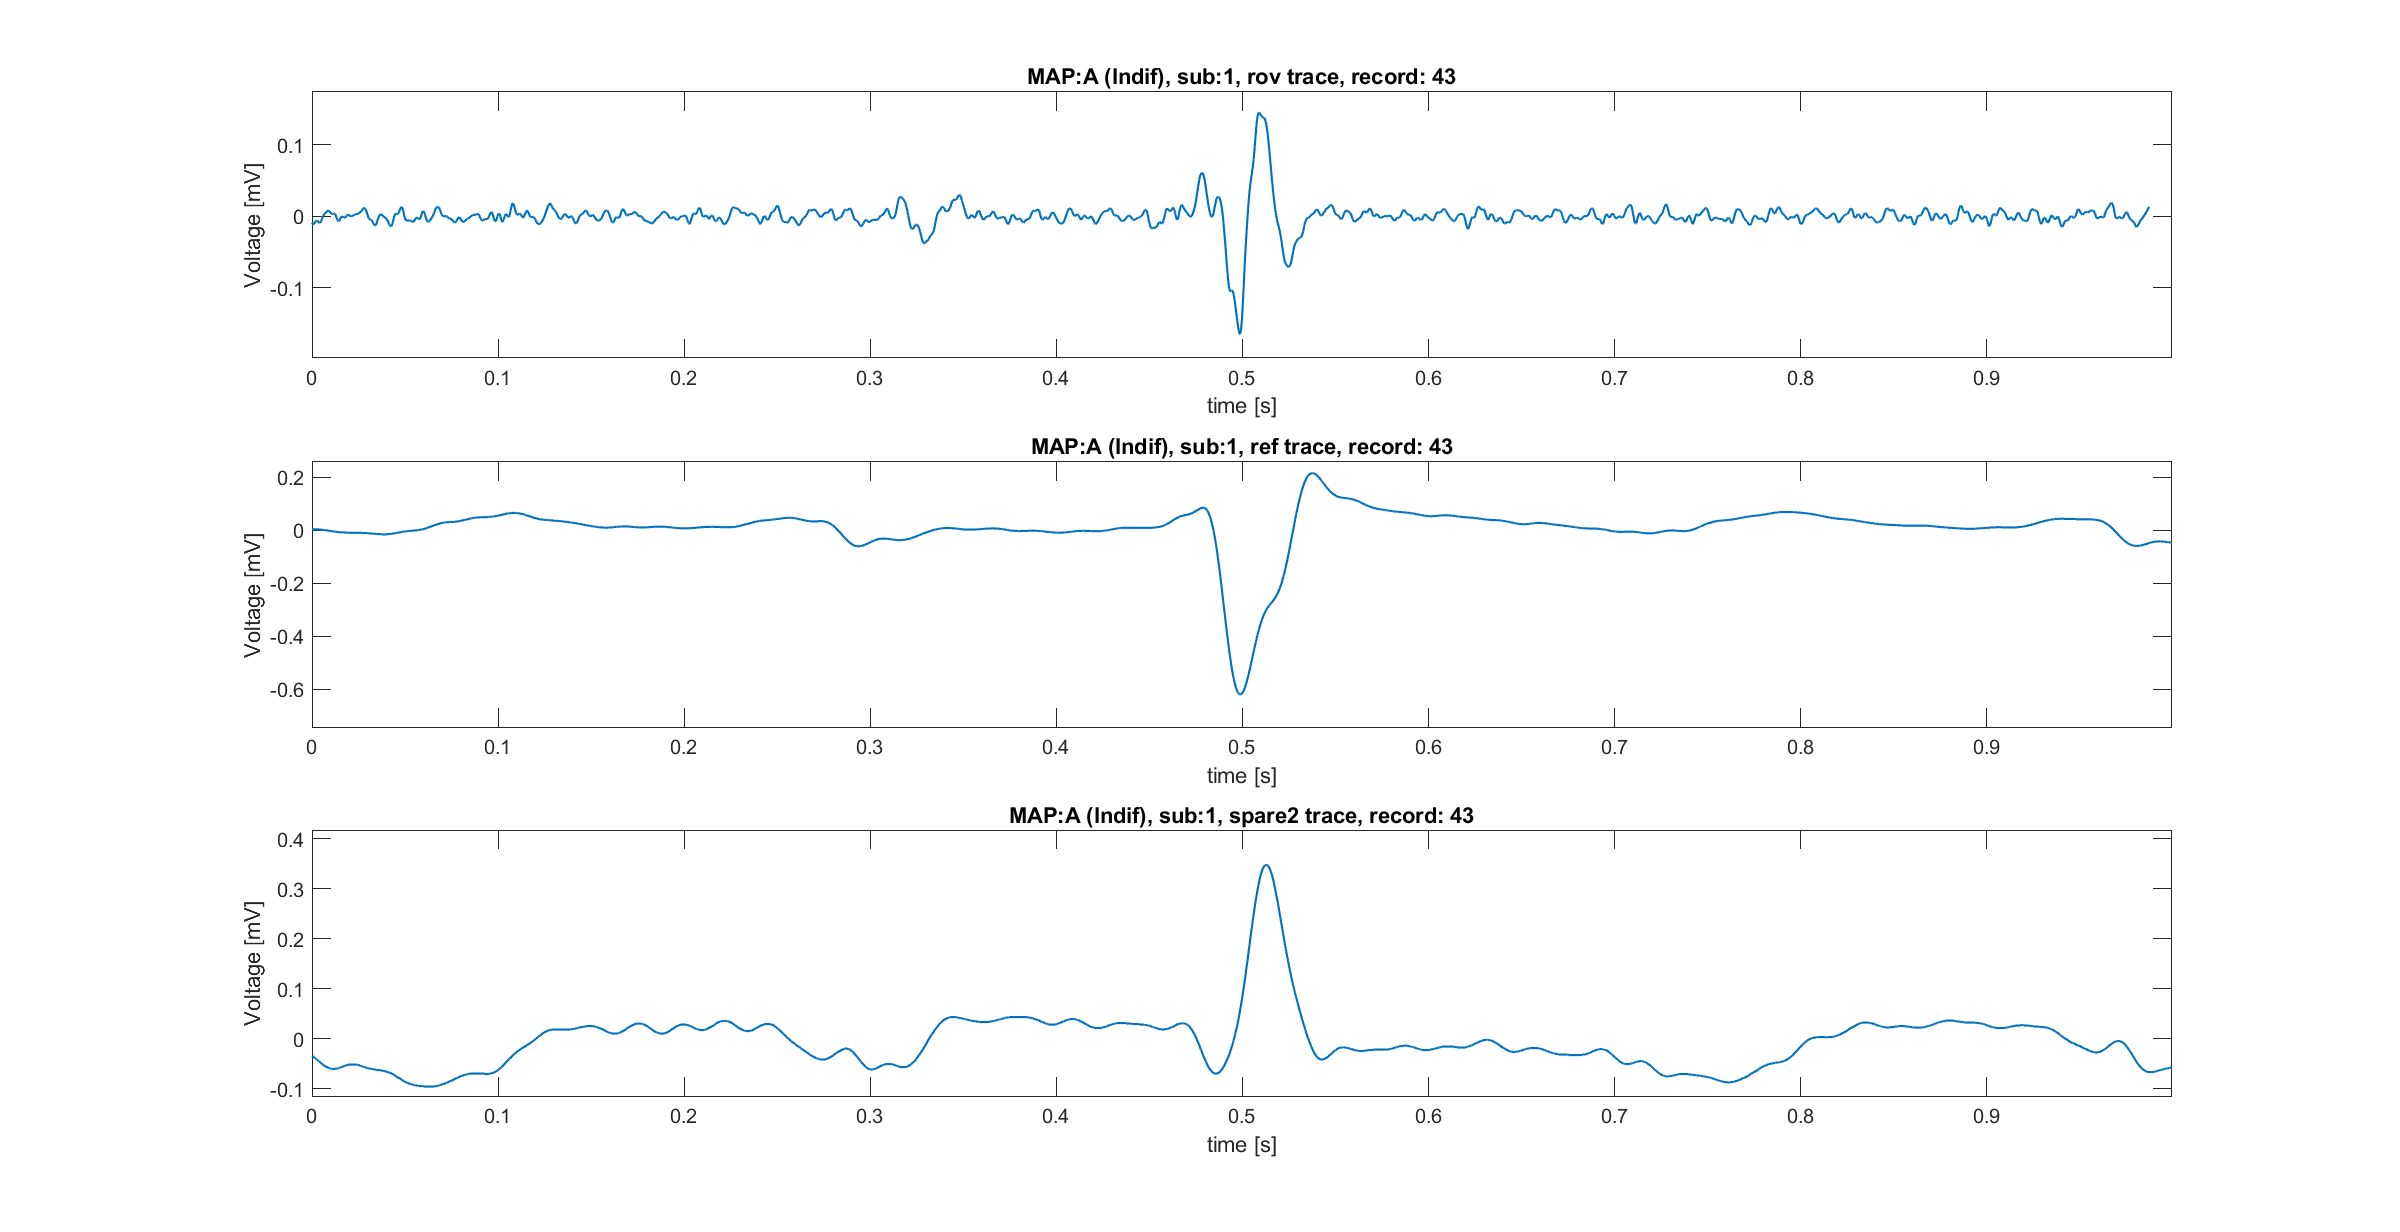 MAP:A (Indif), sub:1, rov trace, record: 43
Voltage [mV]
0.1
0
-0.1
0 0.1 0.2 0.3 0.4 0.5 0.6 0.7 0.8 0.9
time [s]
MAP:A (Indif), sub:1, ref trace, record: 43
Voltage [mV]
0.2
0
-0.2
-0.4
-0.6
0 0.1 0.2 0.3 0.4 0.5 0.6 0.7 0.8 0.9
time [s]
MAP:A (Indif), sub:1, spare2 trace, record: 43
Voltage [mV]
0.4
0.3
0.2
0.1
0
-0.1
0 0.1 0.2 0.3 0.4 0.5 0.6 0.7 0.8 0.9
time [s]